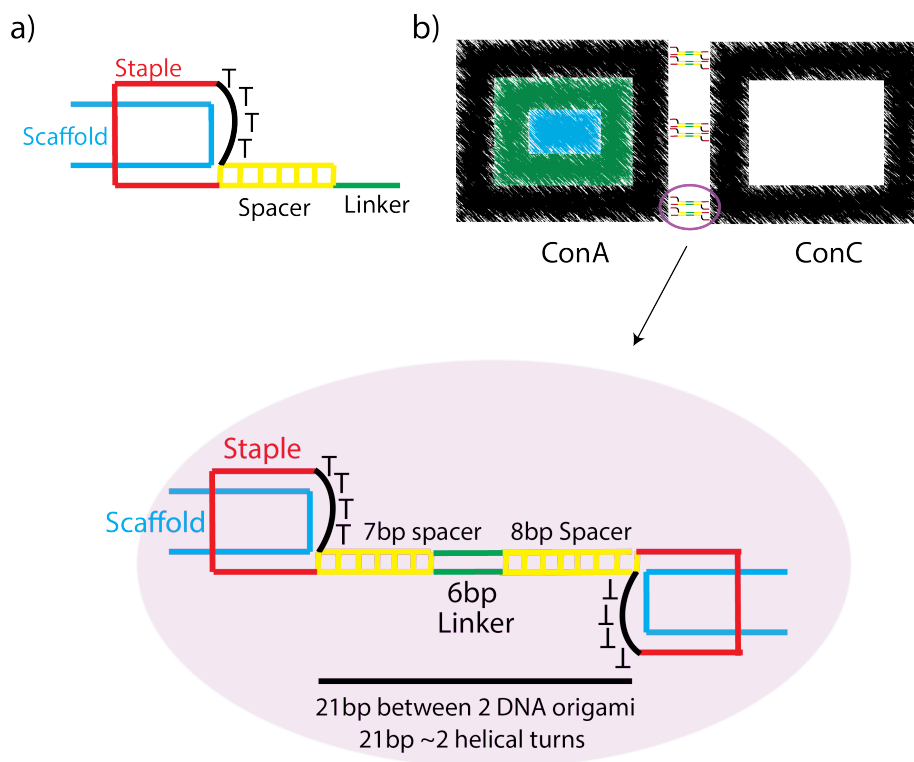 a)
Staple
T
T
T
T
Scaffold
Spacer
Linker
b)
ConA
ConC
Staple
T
T
T
T
Scaffold
7bp spacer
8bp Spacer
6bp
Linker
T
T
T
T
21bp between 2 DNA origami
21bp ~2 helical turns